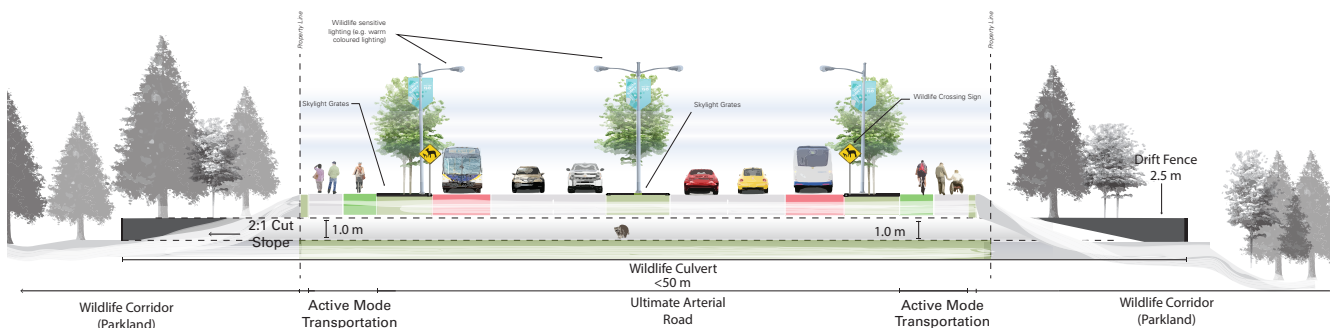 Property Line
Property Line
Wildlife sensitive
lighting (e.g. warm
coloured lighting)
Skylight Grates
Skylight Grates
Wildlife Crossing Sign
Drift Fence
2.5 m
2:1 Cut
Slope
1.0 m
1.0 m
Wildlife Culvert
<50 m
Wildlife Corridor
(Parkland)
Active Mode
Transportation
Ultimate Arterial
Road
Active Mode
Transportation
Wildlife Corridor
(Parkland)